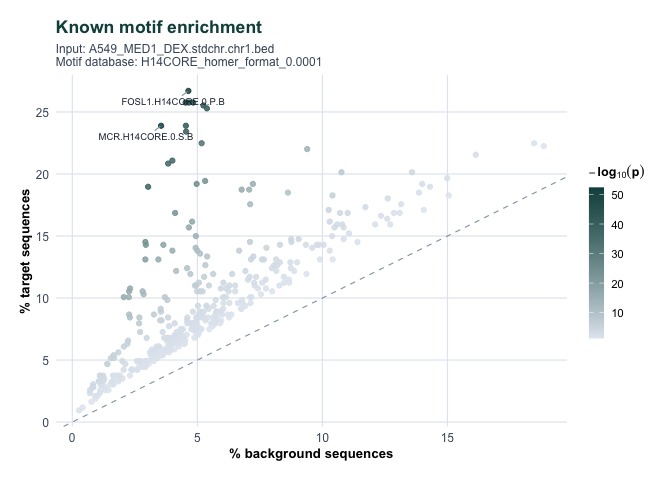 Known motif enrichment
Input: A549_MED1_DEX.stdchr.chr1.bed
Motif database: H14CORE_homer_format_0.0001
% target sequences
25
20
15
10
5
0
FOSL1.H14CORE.0.P.B
MCR.H14CORE.0.S.B
0
5
10
15
% background sequences
−log₁₀(p)
50
40
30
20
10